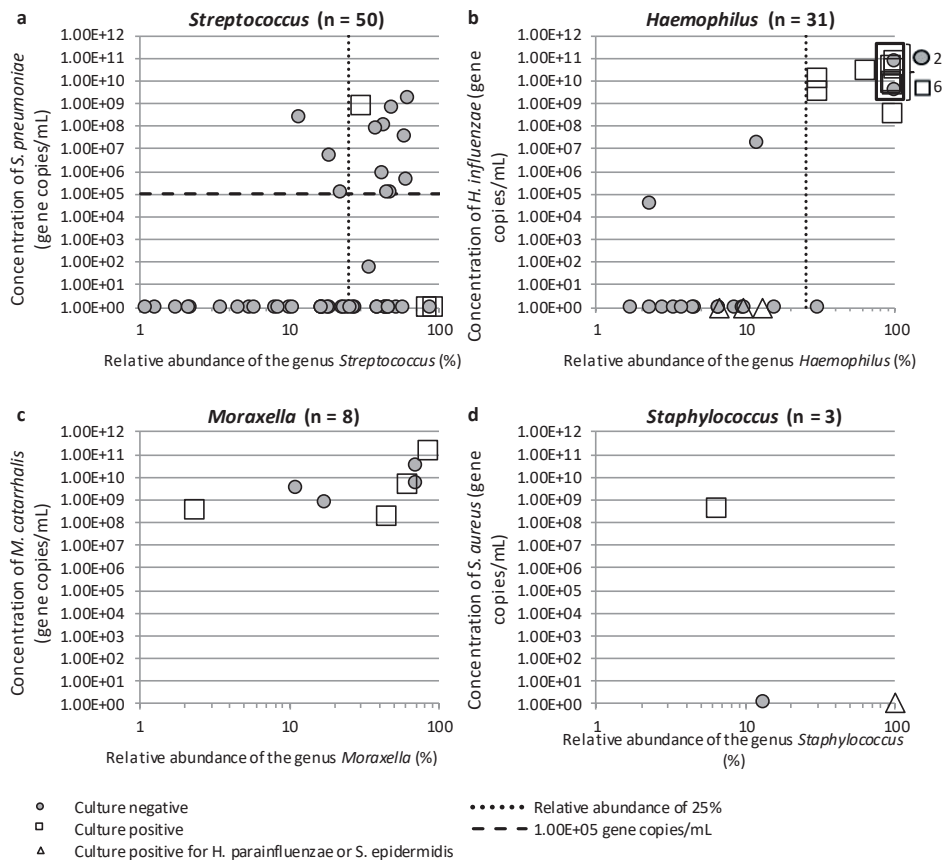 a
Streptococcus (n = 50)
Concentration of S. pneumoniae
(gene copies/mL)
1.00E+12
1.00E+11
1.00E+10
1.00E+09
1.00E+08
1.00E+07
1.00E+06
1.00E+05
1.00E+04
1.00E+03
1.00E+02
1.00E+01
1.00E+00
1 10 100
Relative abundance of the genus Streptococcus (%)
b
Haemophilus (n = 31)
Concentration of H. influenzae (gene
copies/mL)
1.00E+12
1.00E+11
1.00E+10
1.00E+09
1.00E+08
1.00E+07
1.00E+06
1.00E+05
1.00E+04
1.00E+03
1.00E+02
1.00E+01
1.00E+00
2
6
1 10 100
Relative abundance of the genus Haemophilus (%)
c
Moraxella (n = 8)
Concentration of M. catarrhalis
(gene copies/mL)
1.00E+12
1.00E+11
1.00E+10
1.00E+09
1.00E+08
1.00E+07
1.00E+06
1.00E+05
1.00E+04
1.00E+03
1.00E+02
1.00E+01
1.00E+00
1 10 100
Relative abundance of the genus Moraxella (%)
d
Staphylococcus (n = 3)
Concentration of S. aureus (gene
copies/mL)
1.00E+12
1.00E+11
1.00E+10
1.00E+09
1.00E+08
1.00E+07
1.00E+06
1.00E+05
1.00E+04
1.00E+03
1.00E+02
1.00E+01
1.00E+00
1 10 100
Relative abundance of the genus Staphylococcus
(%)
Culture negative
Culture positive
Culture positive for H. parainfluenzae or S. epidermidis
Relative abundance of 25%
1.00E+05 gene copies/mL